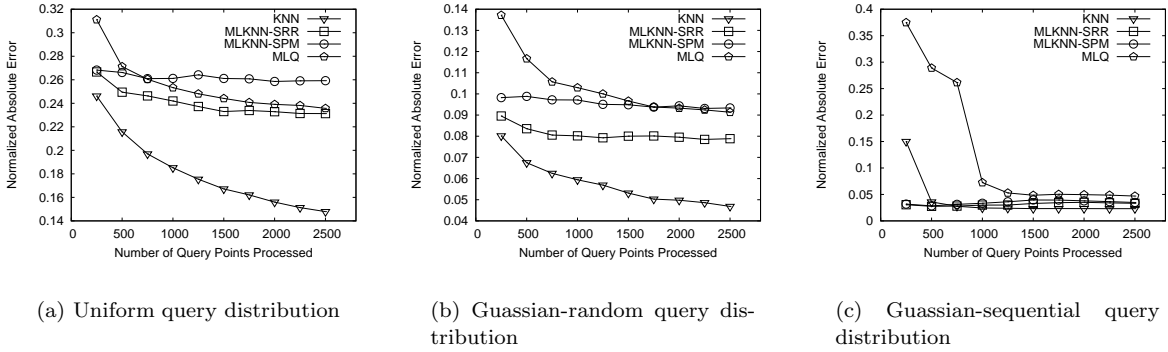 0.32
0.3
0.28
0.26
0.24
0.22
0.2
0.18
0.16
0.14
0 500 1000 1500 2000 2500
Normalized Absolute Error
Number of Query Points Processed
KNN
MLKNN-SRR
MLKNN-SPM
MLQ
(a) Uniform query distribution
0.14
0.13
0.12
0.11
0.1
0.09
0.08
0.07
0.06
0.05
0.04
0 500 1000 1500 2000 2500
Normalized Absolute Error
Number of Query Points Processed
KNN
MLKNN-SRR
MLKNN-SPM
MLQ
(b) Guassian-random query dis-
tribution
0.4
0.35
0.3
0.25
0.2
0.15
0.1
0.05
0
0 500 1000 1500 2000 2500
Normalized Absolute Error
Number of Query Points Processed
KNN
MLKNN-SRR
MLKNN-SPM
MLQ
(c) Guassian-sequential query
distribution